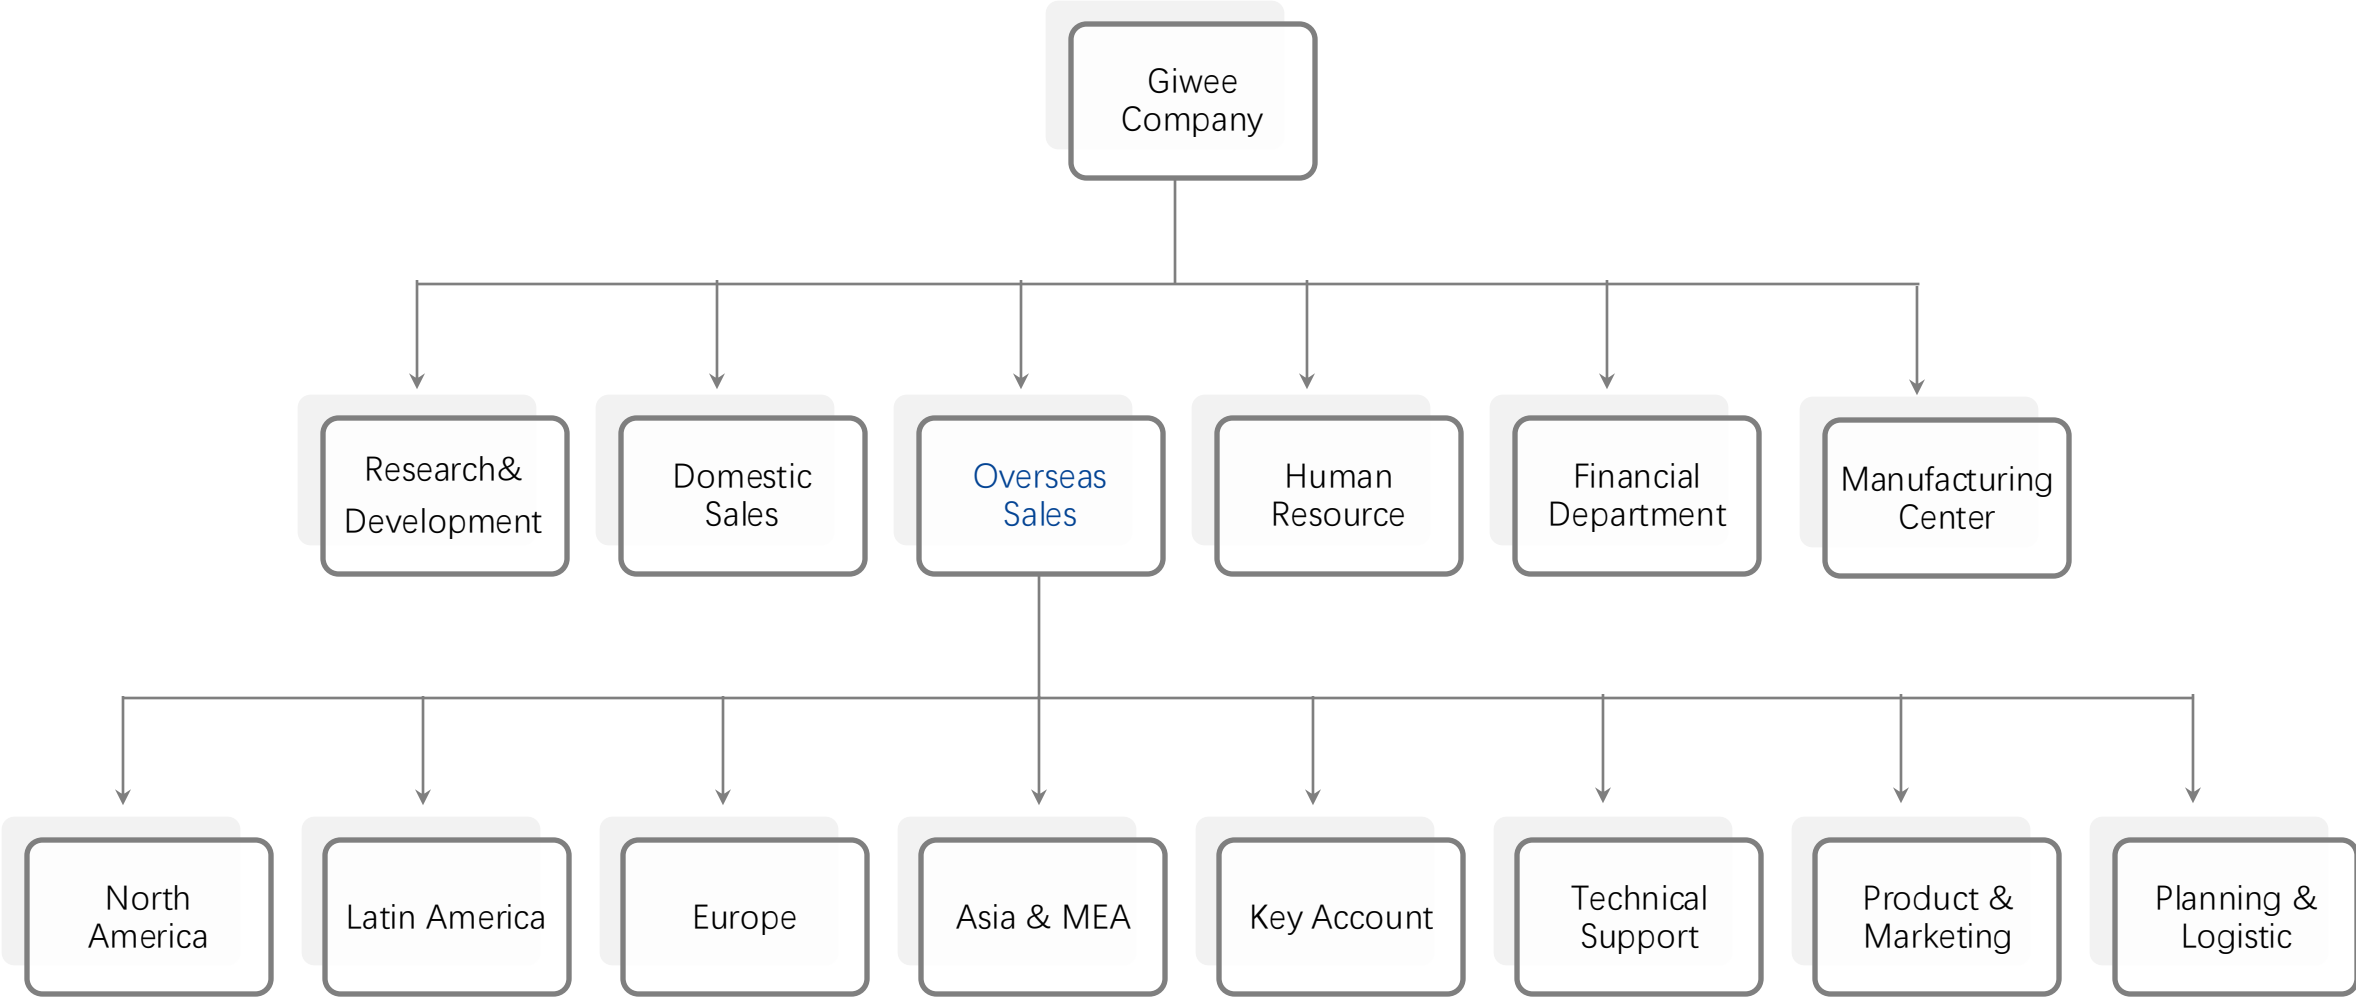 Giwee
Company
Research&
Development
Domestic
Sales
Overseas
Sales
Human
Resource
Financial
Department
Manufacturing
Center
North
America
Latin America
Europe
Asia & MEA
Key Account
Technical
Support
Product &
Marketing
Planning &
Logistic